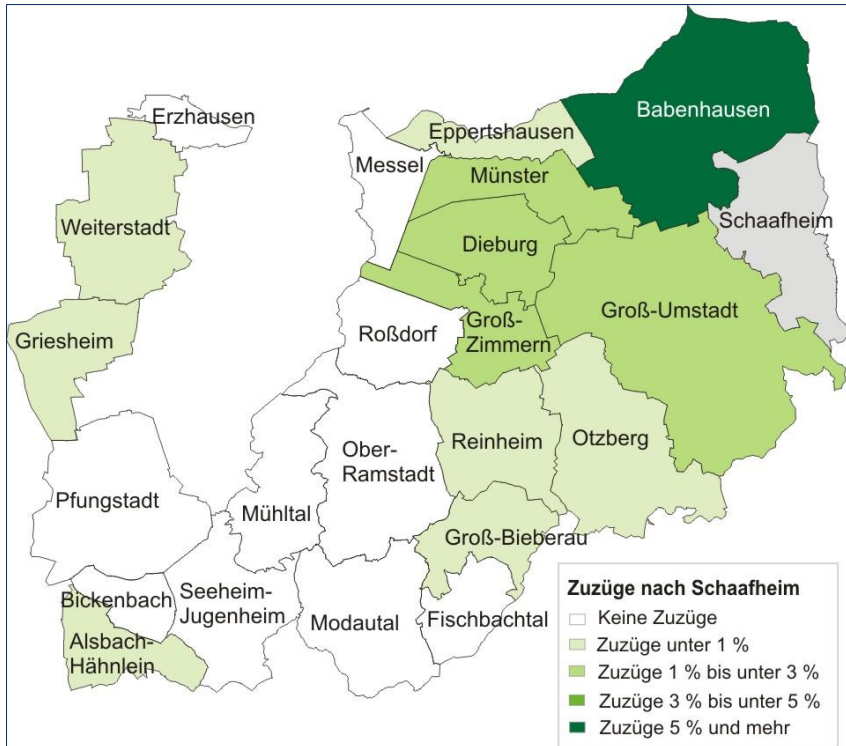 Babenhausen
Erzhausen
Eppertshausen
Messel
Münster
Schaafheim
Weiterstadt
Dieburg
Groß-Umstadt
Griesheim
Roßdorf
Groß-
Zimmern
Reinheim
Otzberg
Ober-
Ramstadt
Pfungstadt
Mühltal
Groß-Bieberau
Bickenbach
Seeheim-
Jugenheim
Modautal
Fischbachtal
Alsbach-
Hähnlein
Zuzüge nach Schaafheim
Keine Zuzüge
Zuzüge unter 1 %
Zuzüge 1 % bis unter 3 %
Zuzüge 3 % bis unter 5 %
Zuzüge 5 % und mehr